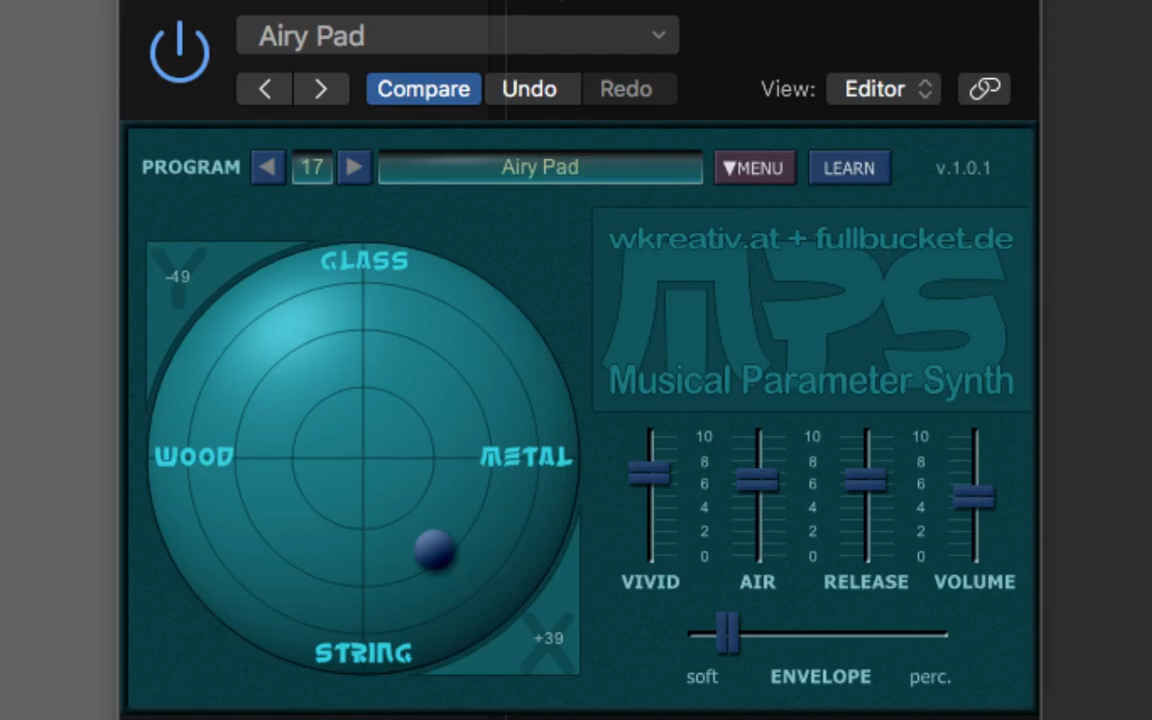 Airy Pad
Compare Undo Redo View: Editor
PROGRAM 17 Airy Pad ▼MENU LEARN v.1.0.1
wkreativ.at + fullbucket.de
MPS
Musical Parameter Synth
Y
-49
GLASS
WOOD
METAL
STRING
+39
X
10 10 10
8 8 8
6 6 6
4 4 4
2 2 2
0 0 0
VIVID AIR RELEASE VOLUME
soft ENVELOPE perc.